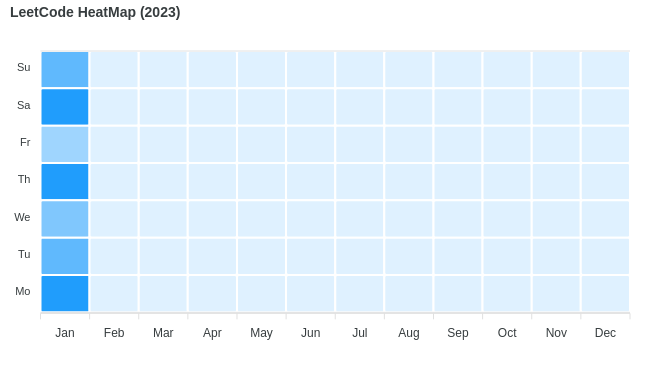 LeetCode HeatMap (2023)
Su
Sa
Fr
Th
We
Tu
Mo
Jan Feb Mar Apr May Jun Jul Aug Sep Oct Nov Dec